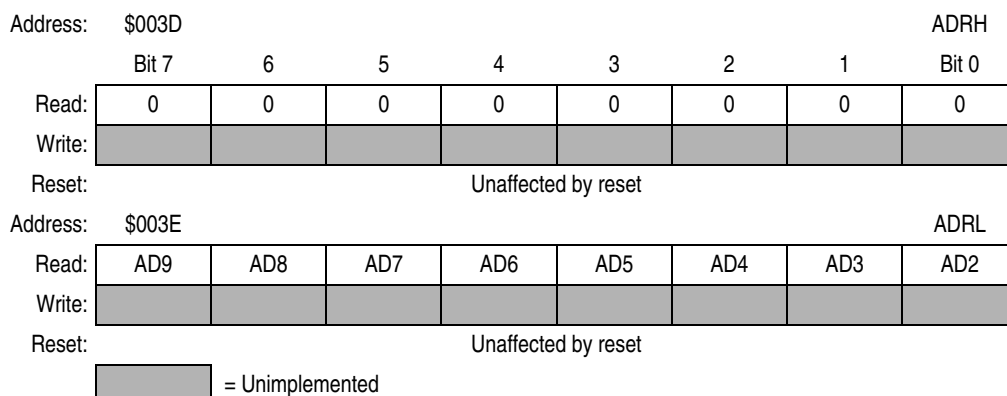 Address: $003D ADRH
Bit 7 6 5 4 3 2 1 Bit 0
Read: 0 0 0 0 0 0 0 0
Write:
Reset: Unaffected by reset
Address: $003E ADRL
Read: AD9 AD8 AD7 AD6 AD5 AD4 AD3 AD2
Write:
Reset: Unaffected by reset
= Unimplemented